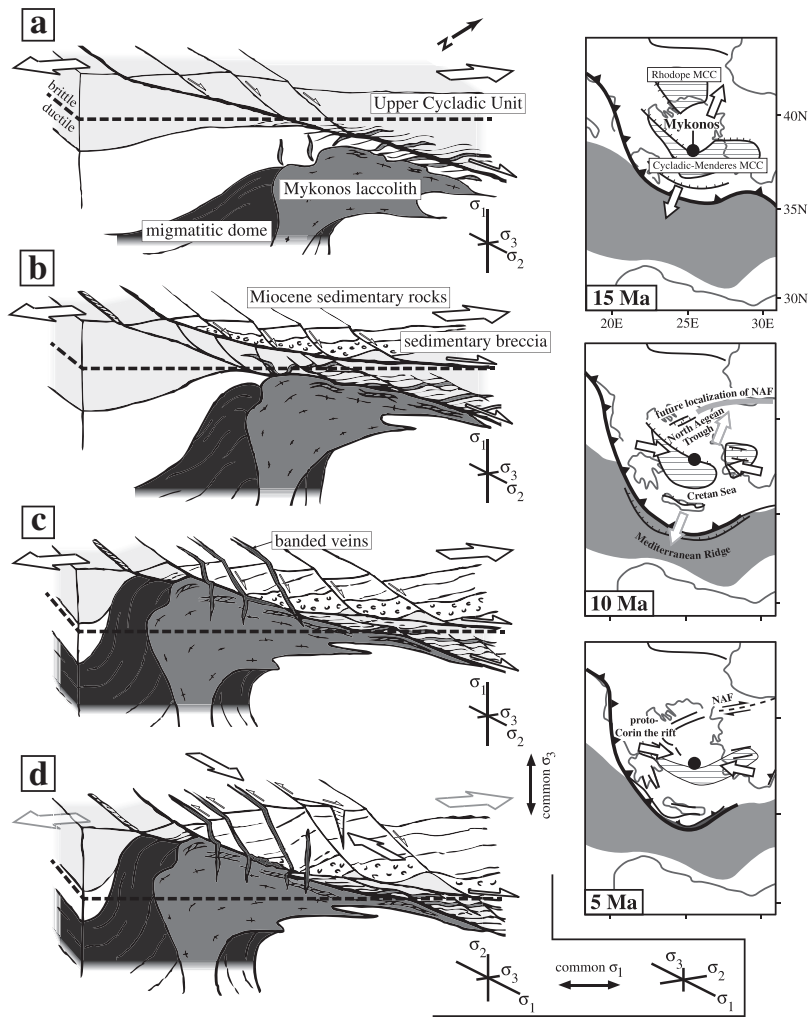 a
N
brittle
ductile
Upper Cycladic Unit
Mykonos laccolith
migmatitic dome
σ1
σ3
σ2
b
Miocene sedimentary rocks
sedimentary breccia
σ1
σ3
σ2
c
banded veins
σ1
σ3
σ2
d
common σ3
σ2
σ3
σ1
common σ1
σ3
σ2
σ1
Rhodope MCC
Mykonos
Cycladic-Menderes MCC
40N
35N
30N
15 Ma
20E
25E
30E
future localization of NAF
North Aegean
Trough
Cretan Sea
Mediterranean Ridge
10 Ma
NAF
proto-
Corin the rift
5 Ma